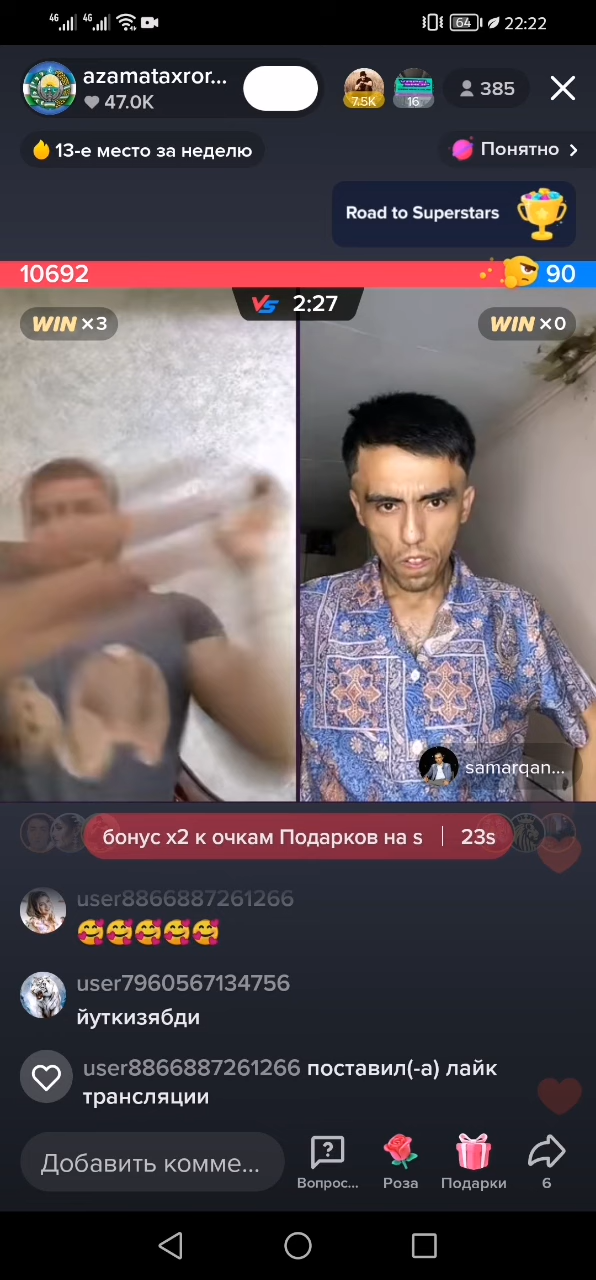 4G 4G 64 22:22
azamataxror...
47.0K
7.5K 16 385
13-е место за неделю
Понятно
Road to Superstars
10692 90
VS 2:27
WIN ×3 WIN ×0
samarqan...
бонус x2 к очкам Подарков на s 23s
user8866887261266
user7960567134756
йуткизябди
user8866887261266 поставил(-а) лайк
трансляции
Добавить комме...
Вопрос... Роза Подарки 6